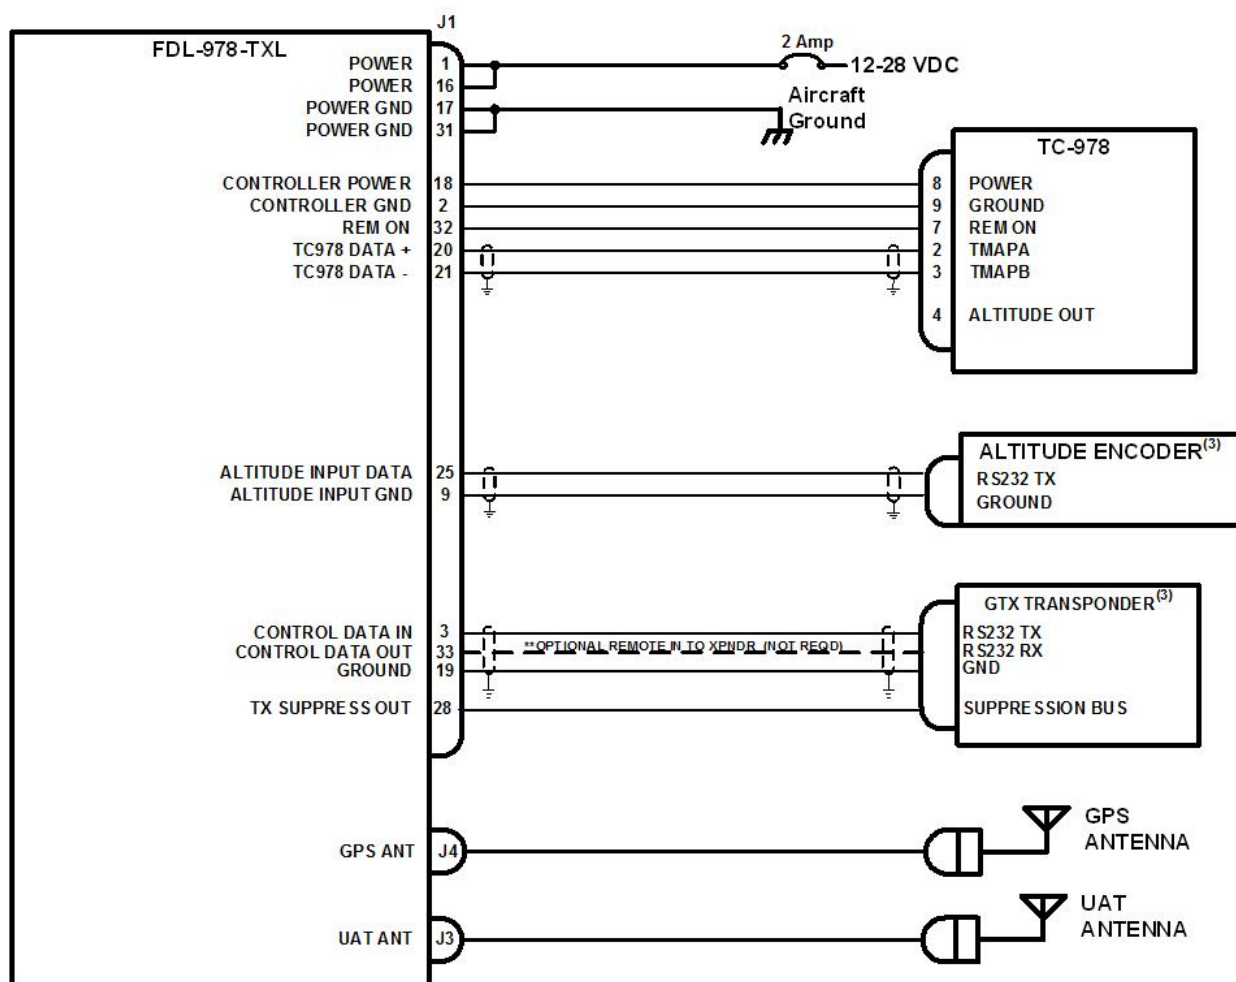 J1
FDL-978-TXL
2 Amp
POWER 1 12-28 VDC
POWER 16
POWER GND 17 Aircraft
POWER GND 31 Ground
TC-978
CONTROLLER POWER 18 8 POWER
CONTROLLER GND 2 9 GROUND
REM ON 32 7 REM ON
TC978 DATA + 20 2 TMAPA
TC978 DATA - 21 3 TMAPB
4 ALTITUDE OUT
ALTITUDE ENCODER(3)
ALTITUDE INPUT DATA 25 RS232 TX
ALTITUDE INPUT GND 9 GROUND
GTX TRANSPONDER(3)
CONTROL DATA IN 3 RS232 TX
CONTROL DATA OUT 33 **OPTIONAL REMOTE IN TO XPNDR (NOT REQD) RS232 RX
GROUND 19 GND
TX SUPPRESS OUT 28 SUPPRESSION BUS
GPS
ANTENNA
GPS ANT J4
UAT
ANTENNA
UAT ANT J3